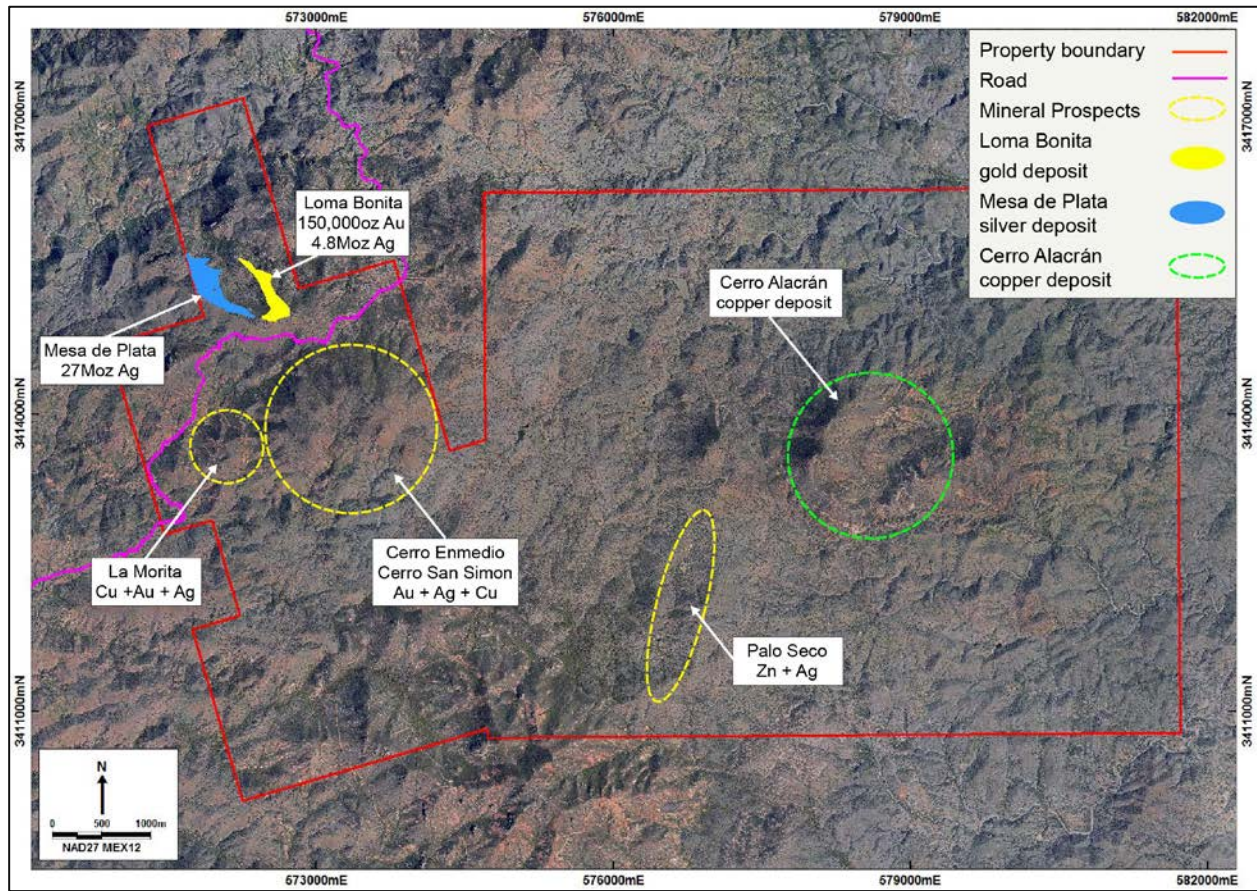 573000mE
576000mE
579000mE
582000mE
3417000mN
3417000mN
3414000mN
3414000mN
3411000mN
3411000mN
Property boundary
Road
Mineral Prospects
Loma Bonita
gold deposit
Mesa de Plata
silver deposit
Cerro Alacrán
copper deposit
Loma Bonita
150,000oz Au
4.8Moz Ag
Mesa de Plata
27Moz Ag
Cerro Alacrán
copper deposit
La Morita
Cu +Au + Ag
Cerro Enmedio
Cerro San Simon
Au + Ag + Cu
Palo Seco
Zn + Ag
N
0 500 1000m
NAD27 MEX12
573000mE
576000mE
579000mE
582000mE